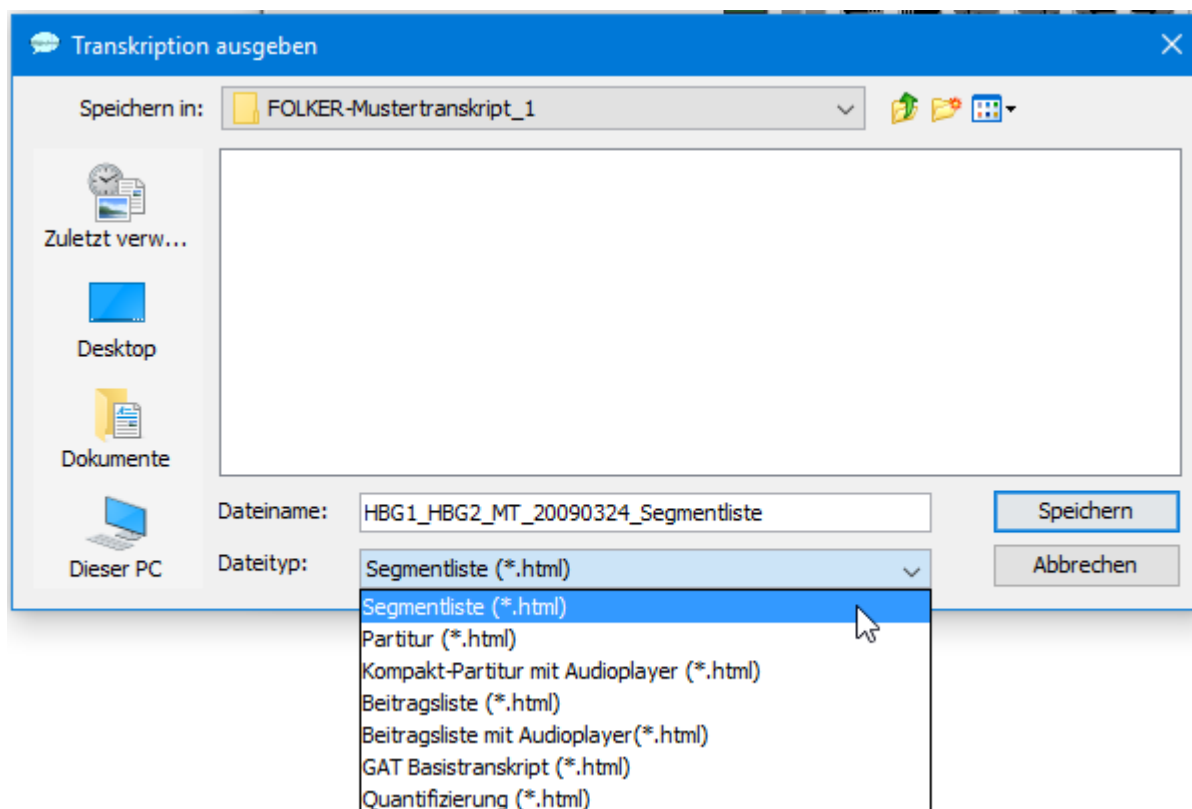 Transkription ausgeben
Speichern in: FOLKER-Mustertranskript_1
Zuletzt verw...
Desktop
Dokumente
Dieser PC
Dateiname: HBG1_HBG2_MT_20090324_Segmentliste Speichern
Dateityp: Segmentliste (*.html) Abbrechen
Segmentliste (*.html)
Partitur (*.html)
Kompakt-Partitur mit Audioplayer (*.html)
Beitragsliste (*.html)
Beitragsliste mit Audioplayer(*.html)
GAT Basistranskript (*.html)
Quantifizierung (*.html)